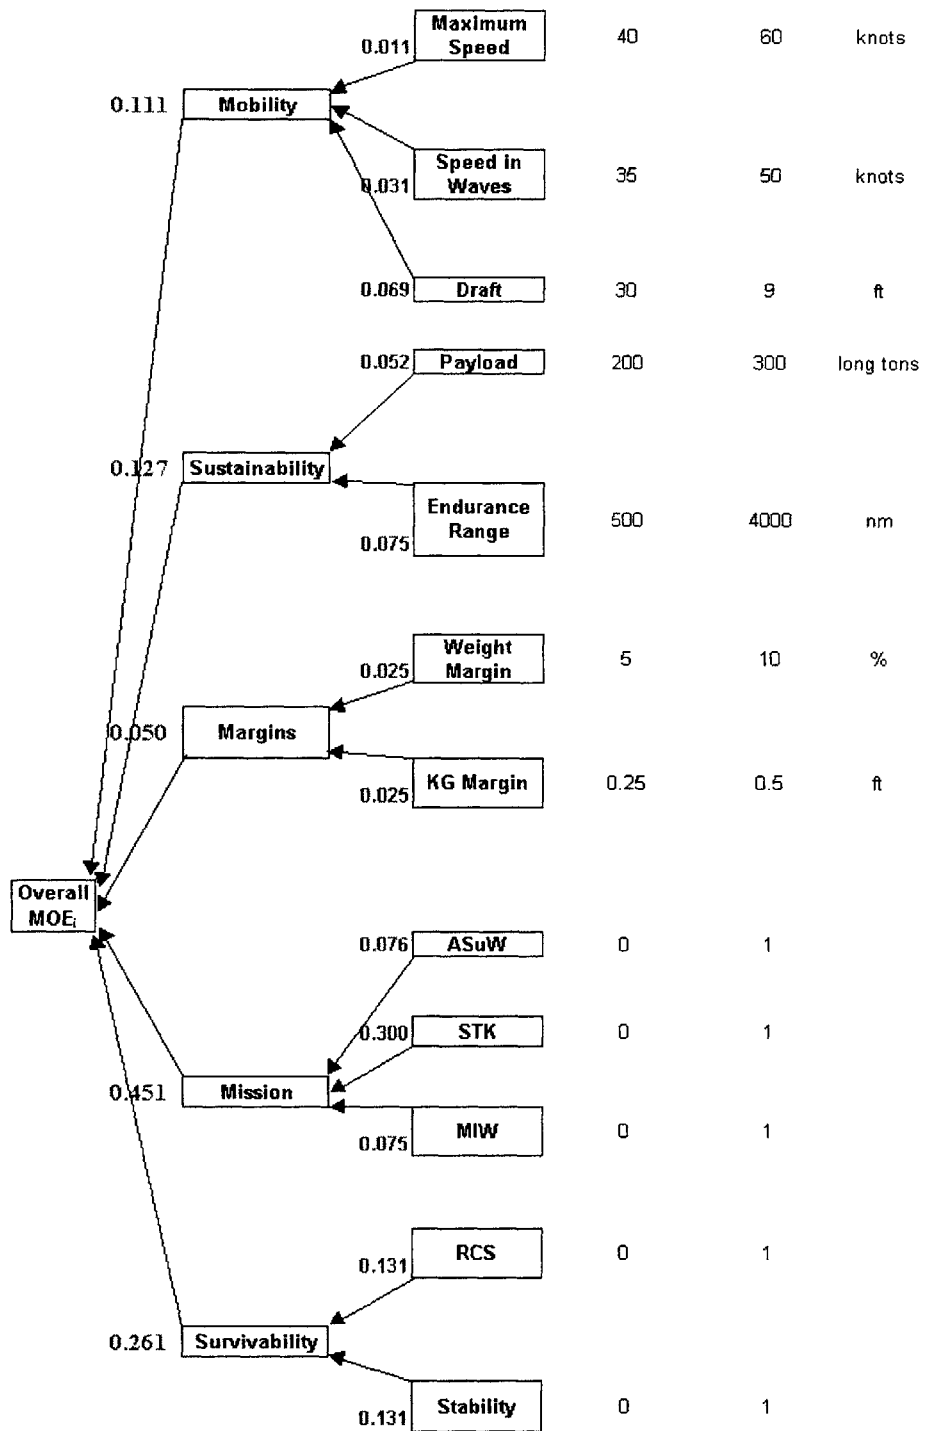 Maximum
Speed
0.011
40 60 knots
0.111 Mobility
Speed in
Waves
0.031
35 50 knots
0.069 Draft 30 9 ft
0.052 Payload 200 300 long tons
0.127 Sustainability
Endurance
Range
0.075
500 4000 nm
Weight
Margin
0.025
5 10 %
0.050 Margins
0.025 KG Margin 0.25 0.5 ft
Overall
MOEi
0.076 ASuW 0 1
0.300 STK 0 1
0.451 Mission
0.075 MIW 0 1
0.131 RCS 0 1
0.261 Survivability
0.131 Stability 0 1